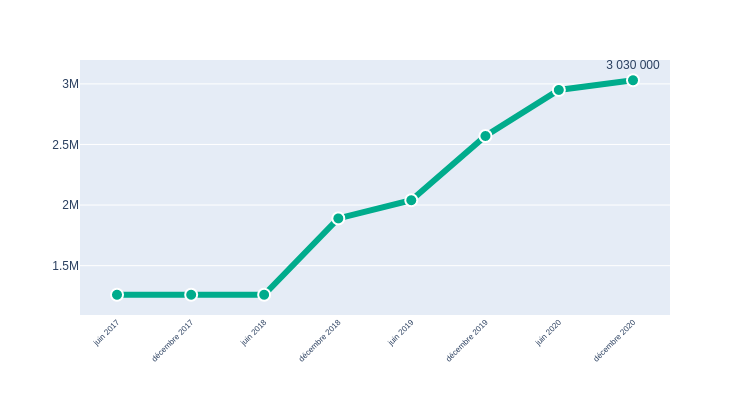 3 030 000
3M
2.5M
2M
1.5M
juin 2017
décembre 2017
juin 2018
décembre 2018
juin 2019
décembre 2019
juin 2020
décembre 2020